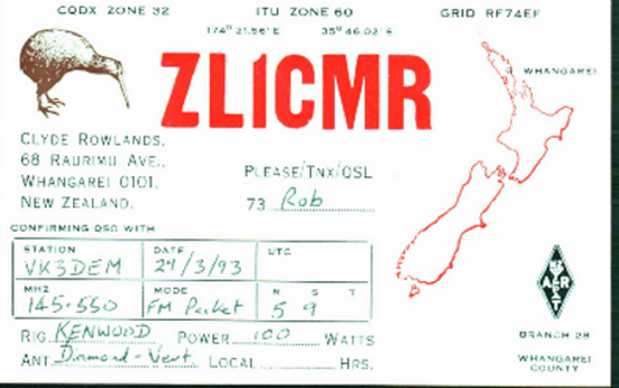 CQDX ZONE 32 ITU ZONE 60 GRID RF74EF
174° 21.56' E 35° 46.02' S
WHANGAREI
ZL1CMR
CLYDE ROWLANDS,
68 RAURIMU AVE.,
WHANGAREI 0101,
NEW ZEALAND.
PLEASE/TNX/QSL
73 Rob
CONFIRMING QSO WITH
STATION DATE UTC
VK3DEM 29/3/93
MHZ MODE R S T
145.550 FM Packet 5 9
RIG KENWOOD POWER 100 WATTS
ANT Diamond-Vert LOCAL HRS.
BRANCH 28
WHANGAREI
COUNTY